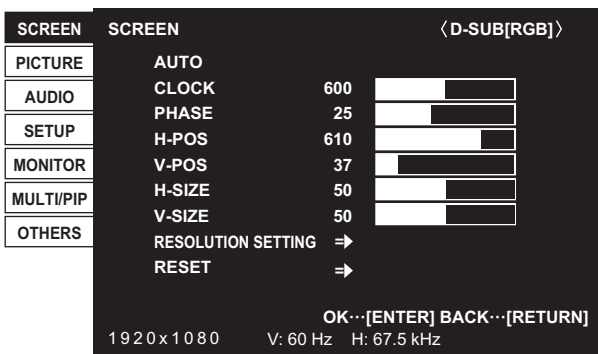 SCREEN
PICTURE
AUDIO
SETUP
MONITOR
MULTI/PIP
OTHERS
SCREEN 〈D-SUB[RGB]〉
AUTO
CLOCK 600
PHASE 25
H-POS 610
V-POS 37
H-SIZE 50
V-SIZE 50
RESOLUTION SETTING
RESET
OK···[ENTER] BACK···[RETURN]
1920x1080 V: 60 Hz H: 67.5 kHz